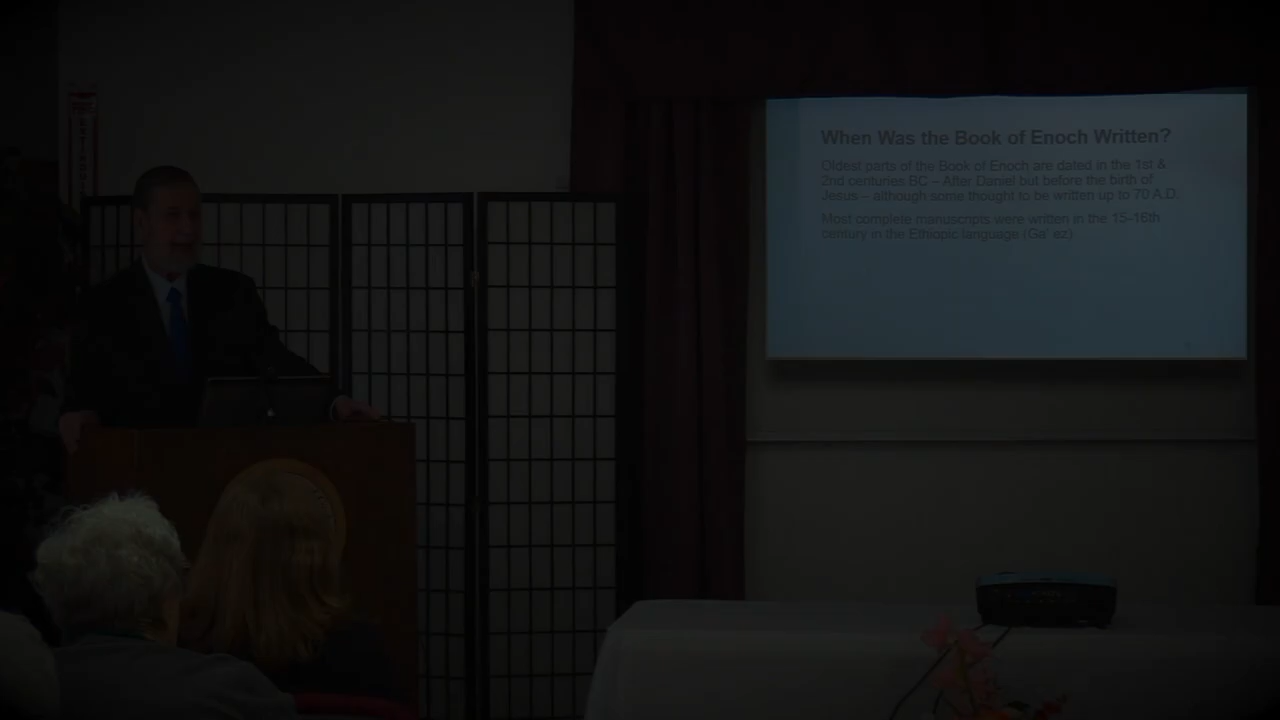 When Was the Book of Enoch Written?
Oldest parts of the Book of Enoch are dated in the 1st &
2nd centuries BC – After Daniel but before the birth of
Jesus – although some thought to be written up to 70 A.D.
Most complete manuscripts were written in the 15-16th
century in the Ethiopic language (Ga' ez)